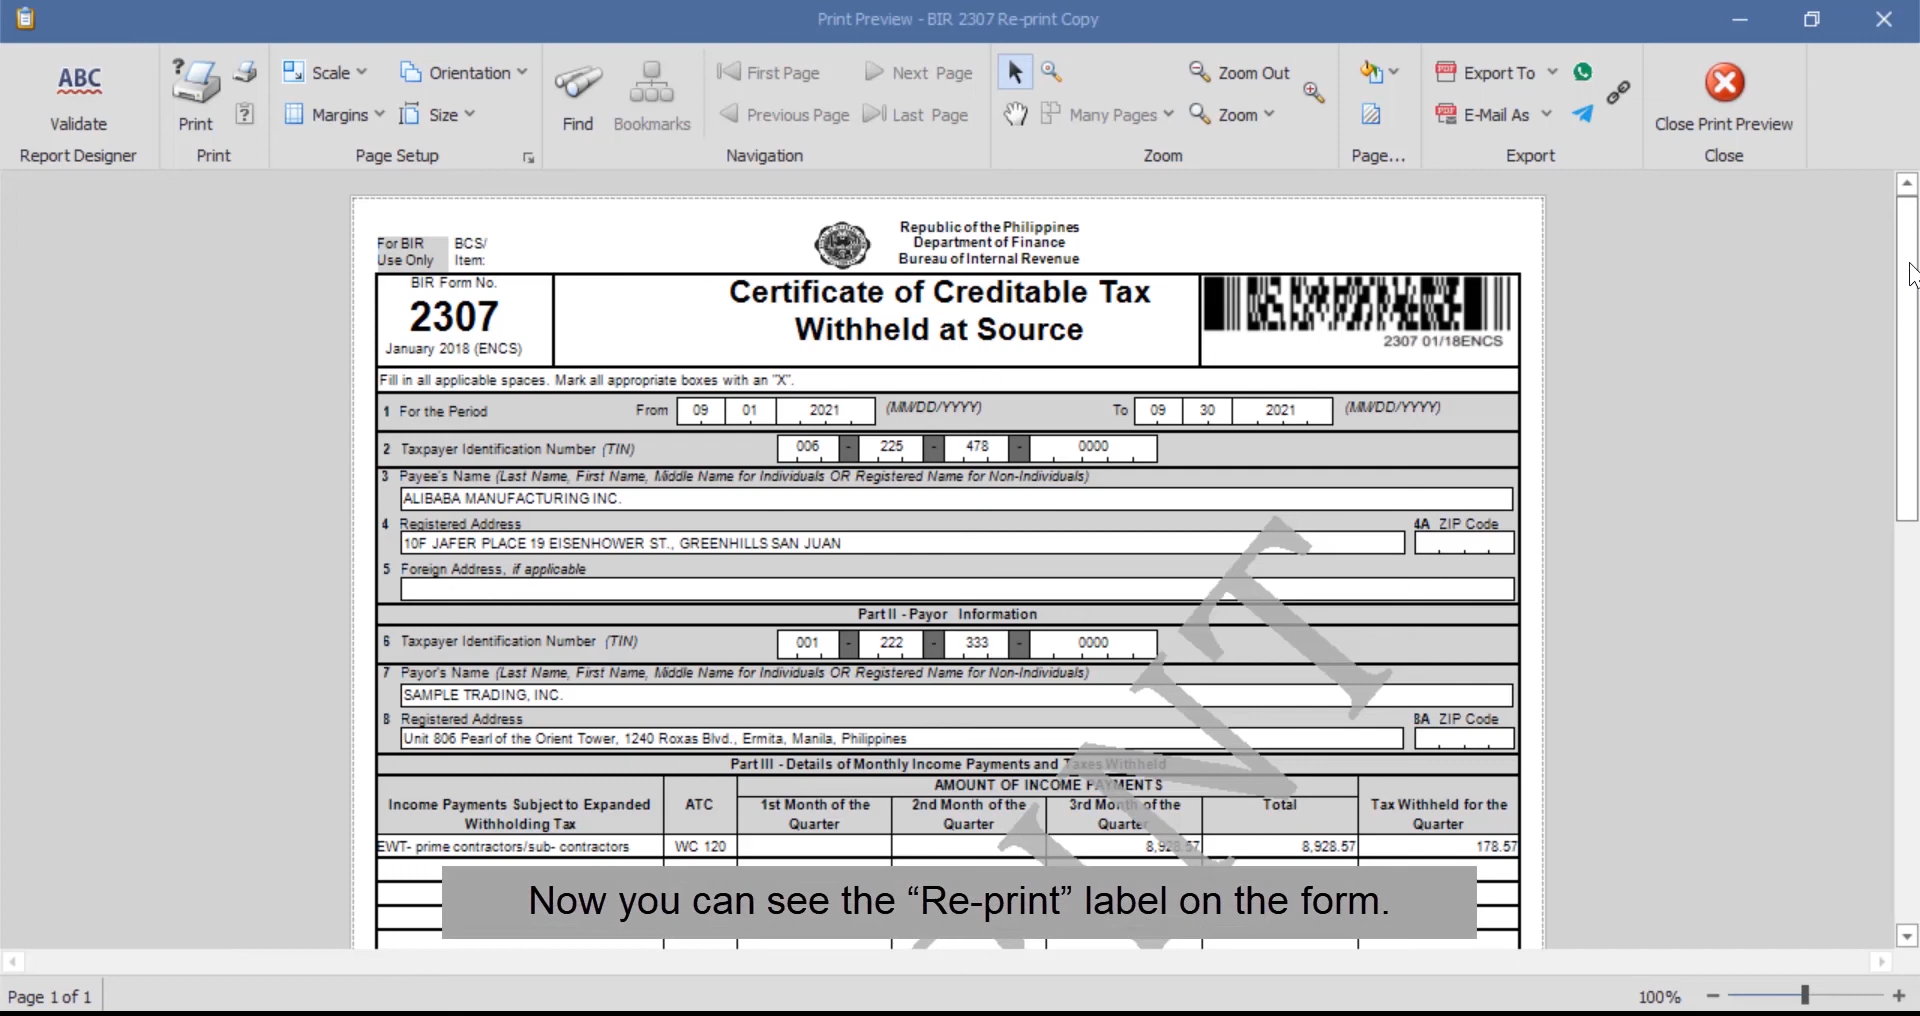 Print Preview - BIR 2307 Re-print Copy
ABC
Validate
Report Designer
Print
Print
Scale
Orientation
Margins
Size
Page Setup
Find
Bookmarks
First Page
Next Page
Previous Page
Last Page
Navigation
Many Pages
Zoom Out
Zoom
Zoom
Page...
PDF
Export To
PDF
E-Mail As
Export
Close Print Preview
Close
For BIR
Use Only
BCS/
Item:
Republic of the Philippines
Department of Finance
Bureau of Internal Revenue
BIR Form No.
2307
January 2018 (ENCS)
Certificate of Creditable Tax
Withheld at Source
2307 01/18ENCS
Fill in all applicable spaces. Mark all appropriate boxes with an "X".
1 For the Period From 09 01 2021 (MM/DD/YYYY) To 09 30 2021 (MM/DD/YYYY)
2 Taxpayer Identification Number (TIN) 006 - 225 - 478 - 0000
3 Payee's Name (Last Name, First Name, Middle Name for Individuals OR Registered Name for Non-Individuals)
ALIBABA MANUFACTURING INC.
4 Registered Address 4A ZIP Code
10F JAFER PLACE 19 EISENHOWER ST., GREENHILLS SAN JUAN
5 Foreign Address, if applicable
Part II - Payor Information
6 Taxpayer Identification Number (TIN) 001 - 222 - 333 - 0000
7 Payor's Name (Last Name, First Name, Middle Name for Individuals OR Registered Name for Non-Individuals)
SAMPLE TRADING, INC.
8 Registered Address 8A ZIP Code
Unit 806 Pearl of the Orient Tower, 1240 Roxas Blvd., Ermita, Manila, Philippines
Part III - Details of Monthly Income Payments and Taxes Withheld
AMOUNT OF INCOME PAYMENTS
Income Payments Subject to Expanded
Withholding Tax
ATC
1st Month of the
Quarter
2nd Month of the
Quarter
3rd Month of the
Quarter
Total
Tax Withheld for the
Quarter
EWT- prime contractors/sub- contractors WC 120 8,928.57 8,928.57 178.57
NT
Now you can see the “Re-print” label on the form.
Page 1 of 1
100%